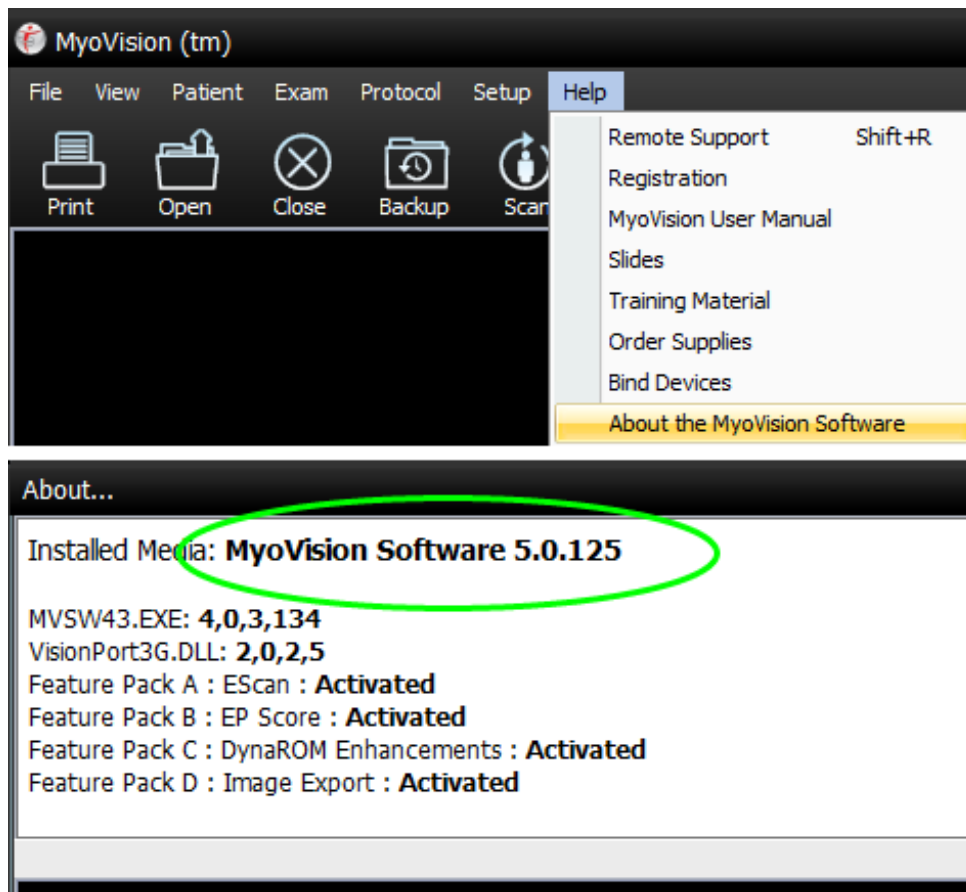 MyoVision (tm)
File View Patient Exam Protocol Setup Help
Print Open Close Backup Scan
Remote Support Shift+R
Registration
MyoVision User Manual
Slides
Training Material
Order Supplies
Bind Devices
About the MyoVision Software
About...
Installed Media: MyoVision Software 5.0.125
MVSW43.EXE: 4,0,3,134
VisionPort3G.DLL: 2,0,2,5
Feature Pack A : EScan : Activated
Feature Pack B : EP Score : Activated
Feature Pack C : DynaROM Enhancements : Activated
Feature Pack D : Image Export : Activated